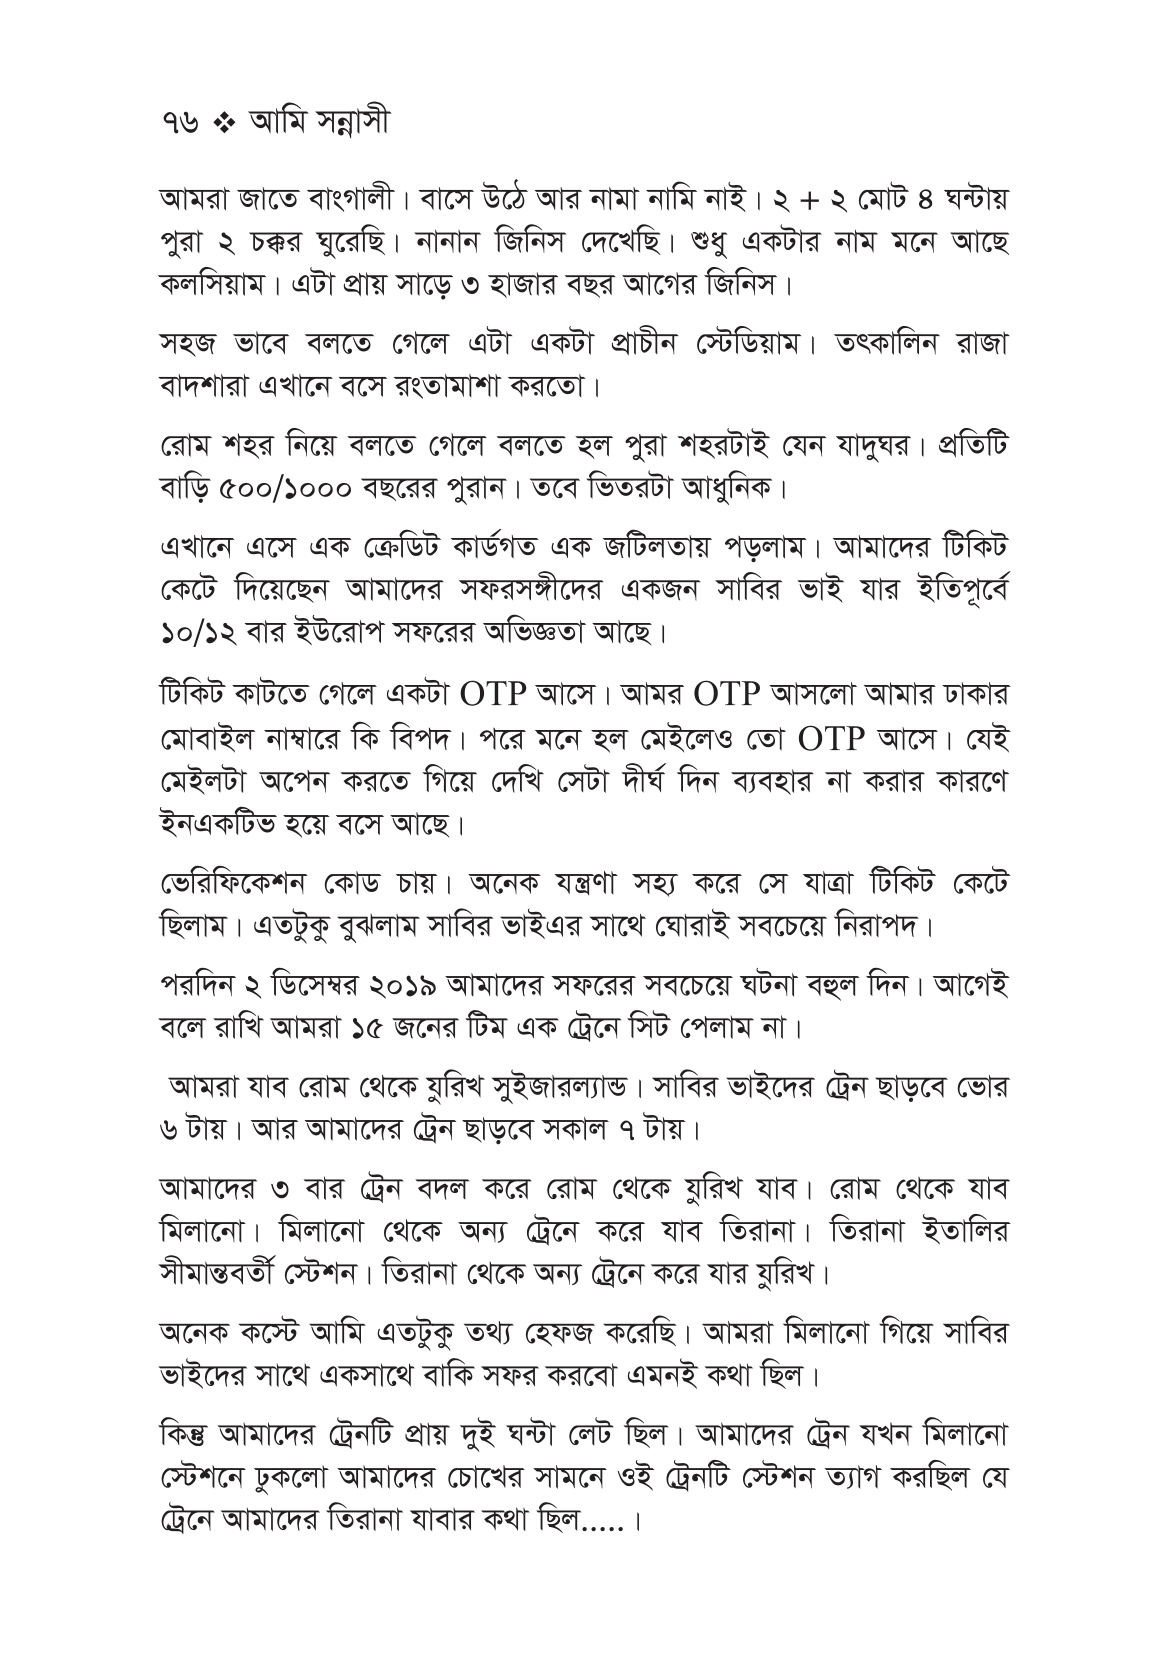 ৭৬ ❖ আমি সন্ন্যাসী
আমরা জাতে বাংগালী। বাসে উঠে আর নামা নামি নাই। ২ + ২ মোট ৪ ঘন্টায়
পুরা ২ চক্কর ঘুরেছি। নানান জিনিস দেখেছি। শুধু একটার নাম মনে আছে
কলসিয়াম। এটা প্রায় সাড়ে ৩ হাজার বছর আগের জিনিস।
সহজ ভাবে বলতে গেলে এটা একটা প্রাচীন স্টেডিয়াম। তৎকালিন রাজা
বাদশারা এখানে বসে রংতামাশা করতো।
রোম শহর নিয়ে বলতে গেলে বলতে হল পুরা শহরটাই যেন যাদুঘর। প্রতিটি
বাড়ি ৫০০/১০০০ বছরের পুরান। তবে ভিতরটা আধুনিক।
এখানে এসে এক ক্রেডিট কার্ডগত এক জটিলতায় পড়লাম। আমাদের টিকিট
কেটে দিয়েছেন আমাদের সফরসঙ্গীদের একজন সাবির ভাই যার ইতিপূর্বে
১০/১২ বার ইউরোপ সফরের অভিজ্ঞতা আছে।
টিকিট কাটতে গেলে একটা OTP আসে। আমর OTP আসলো আমার ঢাকার
মোবাইল নাম্বারে কি বিপদ। পরে মনে হল মেইলেও তো OTP আসে। যেই
মেইলটা অপেন করতে গিয়ে দেখি সেটা দীর্ঘ দিন ব্যবহার না করার কারণে
ইনএকটিভ হয়ে বসে আছে।
ভেরিফিকেশন কোড চায়। অনেক যন্ত্রণা সহ্য করে সে যাত্রা টিকিট কেটে
ছিলাম। এতটুকু বুঝলাম সাবির ভাইএর সাথে ঘোরাই সবচেয়ে নিরাপদ।
পরদিন ২ ডিসেম্বর ২০১৯ আমাদের সফরের সবচেয়ে ঘটনা বহুল দিন। আগেই
বলে রাখি আমরা ১৫ জনের টিম এক ট্রেনে সিট পেলাম না।
আমরা যাব রোম থেকে যুরিখ সুইজারল্যান্ড। সাবির ভাইদের ট্রেন ছাড়বে ভোর
৬ টায়। আর আমাদের ট্রেন ছাড়বে সকাল ৭ টায়।
আমাদের ৩ বার ট্রেন বদল করে রোম থেকে যুরিখ যাব। রোম থেকে যাব
মিলানো। মিলানো থেকে অন্য ট্রেনে করে যাব তিরানা। তিরানা ইতালির
সীমান্তবর্তী স্টেশন। তিরানা থেকে অন্য ট্রেনে করে যার যুরিখ।
অনেক কস্টে আমি এতটুকু তথ্য হেফজ করেছি। আমরা মিলানো গিয়ে সাবির
ভাইদের সাথে একসাথে বাকি সফর করবো এমনই কথা ছিল।
কিন্তু আমাদের ট্রেনটি প্রায় দুই ঘন্টা লেট ছিল। আমাদের ট্রেন যখন মিলানো
স্টেশনে ঢুকলো আমাদের চোখের সামনে ওই ট্রেনটি স্টেশন ত্যাগ করছিল যে
ট্রেনে আমাদের তিরানা যাবার কথা ছিল.....।